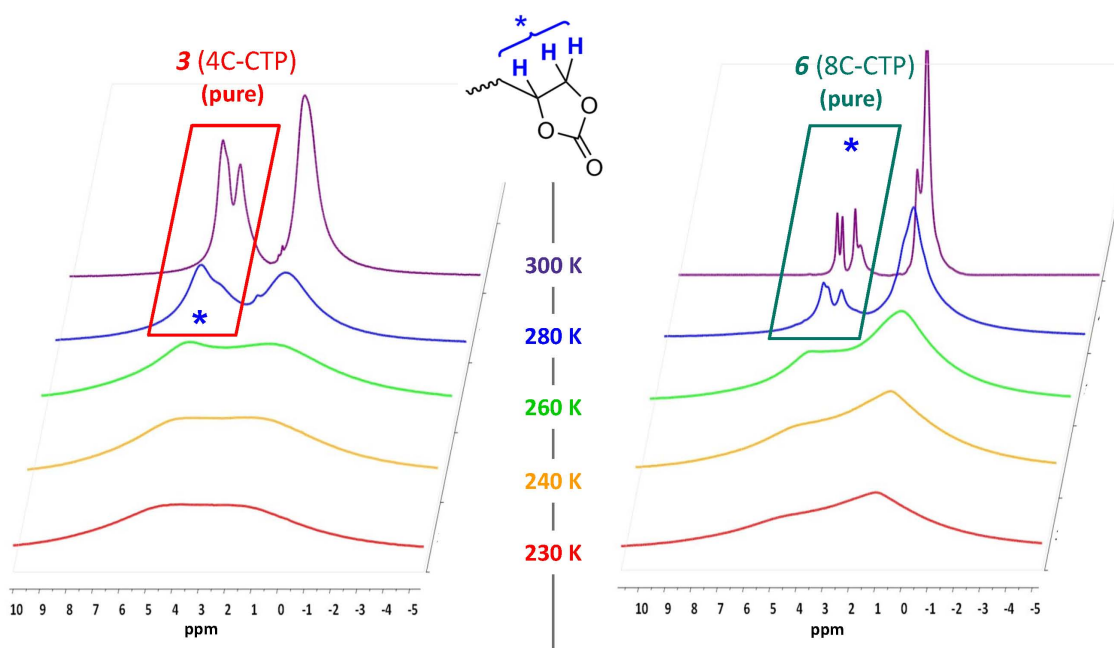 *
3 (4C-CTP)
(pure)
H H H
O
O
O
6 (8C-CTP)
(pure)
*
*
300 K
280 K
260 K
240 K
230 K
10 9 8 7 6 5 4 3 2 1 0 -1 -2 -3 -4 -5
ppm
10 9 8 7 6 5 4 3 2 1 0 -1 -2 -3 -4 -5
ppm